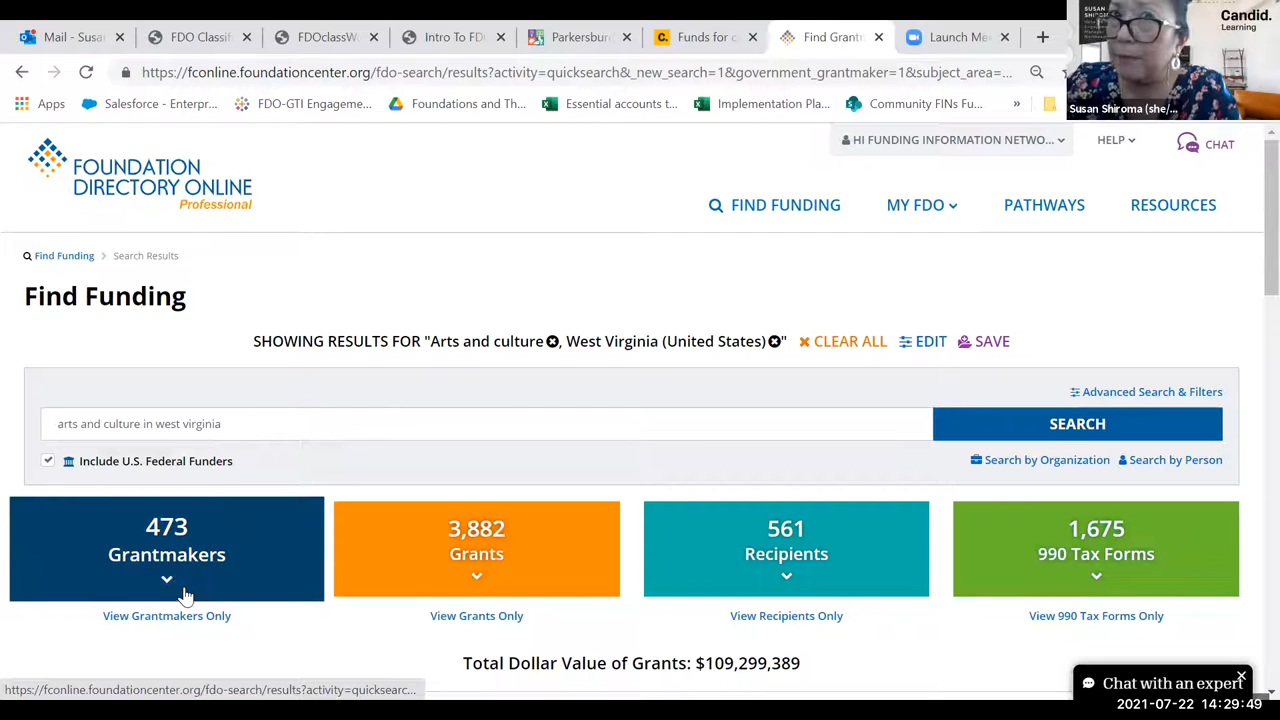 Mail - Susa
FDO Classif
FDOclassW
Intro To F
Parkersbur
Funds for
Find Grantm
Launch Me
SUSAN
Candid.
Learning
https://fconline.foundationcenter.org/fdo-search/results?activity=quicksearch&_new_search=1&government_grantmaker=1&subject_area=...
Apps
Salesforce - Enterpr...
FDO-GTI Engageme...
Foundations and Th...
Essential accounts t...
Implementation Pla...
Community FINs Fu...
»
Susan Shiroma (she/...
FOUNDATION
DIRECTORY ONLINE
Professional
HI FUNDING INFORMATION NETWO...
HELP
CHAT
FIND FUNDING
MY FDO
PATHWAYS
RESOURCES
Find Funding > Search Results
Find Funding
SHOWING RESULTS FOR "Arts and culture, West Virginia (United States)" CLEAR ALL EDIT SAVE
Advanced Search & Filters
arts and culture in west virginia
SEARCH
Include U.S. Federal Funders
Search by Organization
Search by Person
473
Grantmakers
3,882
Grants
561
Recipients
1,675
990 Tax Forms
View Grantmakers Only
View Grants Only
View Recipients Only
View 990 Tax Forms Only
Total Dollar Value of Grants: $109,299,389
https://fconline.foundationcenter.org/fdo-search/results?activity=quicksearc...
Chat with an expert
2021-07-22 14:29:49